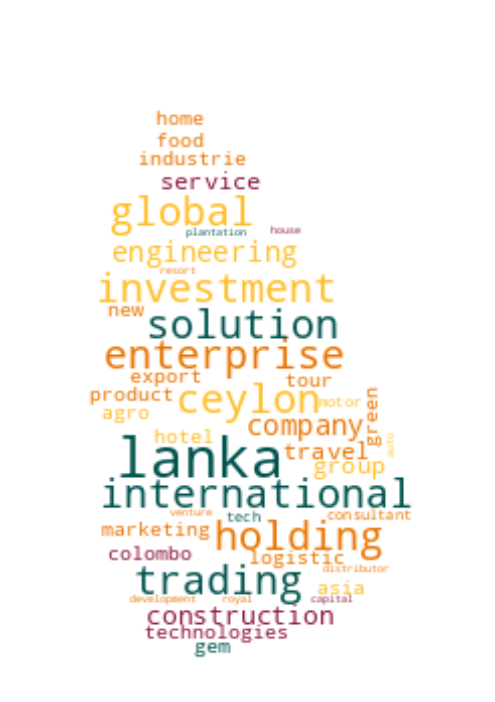 home
food
industrie
service
global
plantation house
engineering
resort
investment
new
solution
enterprise
export tour
product ceylon motor
agro
company green
hotel
travel auto
lanka group
international
venture tech consultant
marketing holding
colombo logistic
distributor
trading asia
development royal capital
construction
technologies
gem